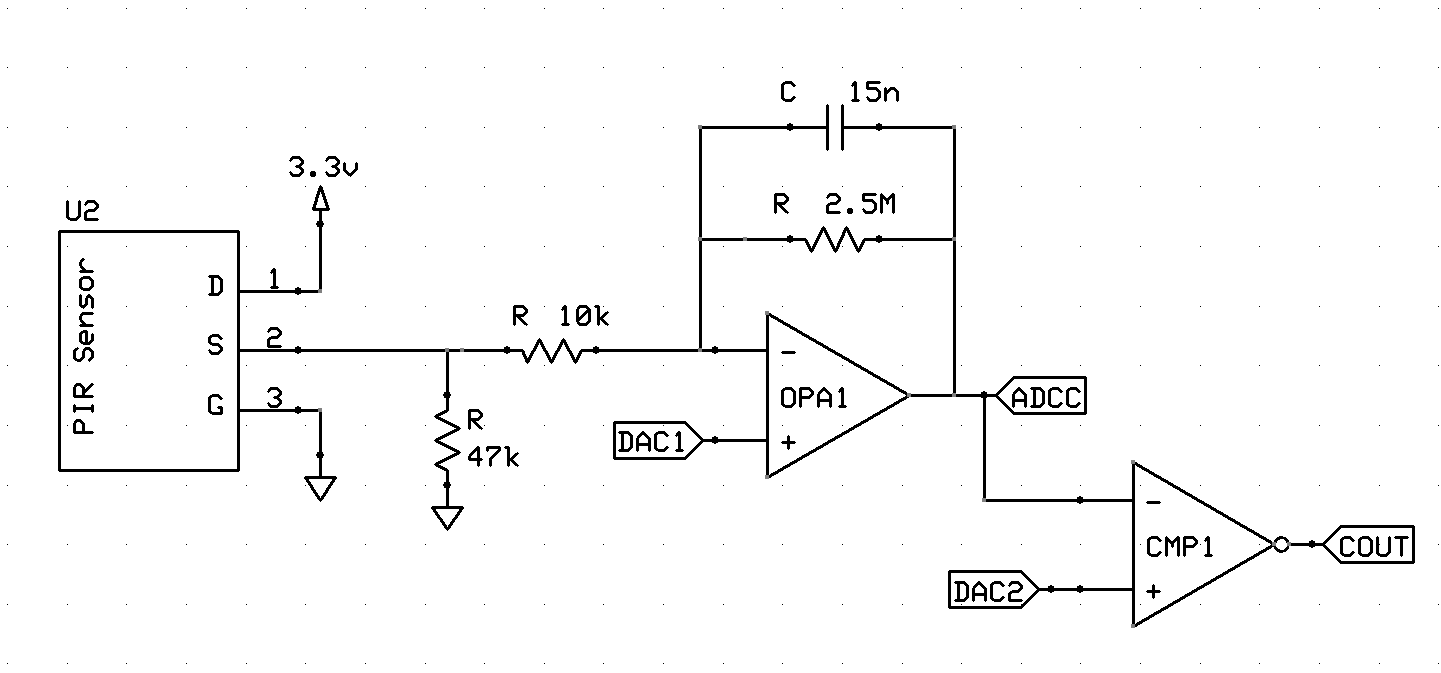 C 15n
3.3v
R 2.5M
U2
PIR Sensor
D 1
S 2
G 3
R 10k
R
47k
-
OPA1
+
DAC1
ADCC
-
CMP1
+
DAC2
COUT